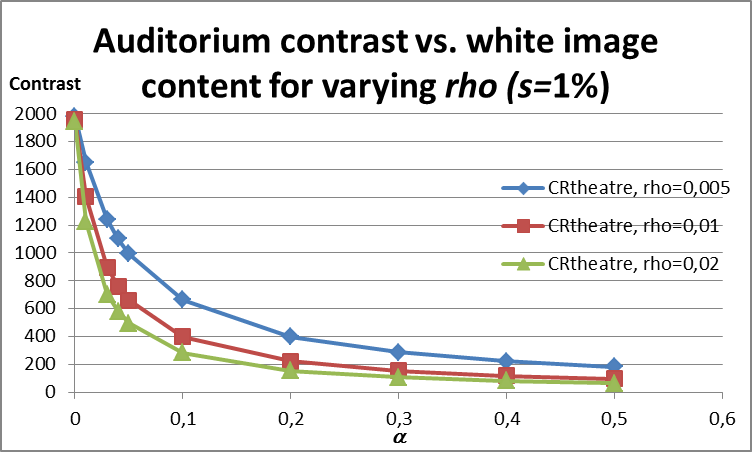 Auditorium contrast vs. white image
content for varying rho (s=1%)
Contrast
2000
1800
1600
1400
1200
1000
800
600
400
200
0
CRtheatre, rho=0,005
CRtheatre, rho=0,01
CRtheatre, rho=0,02
0 0,1 0,2 0,3 0,4 0,5 0,6
α